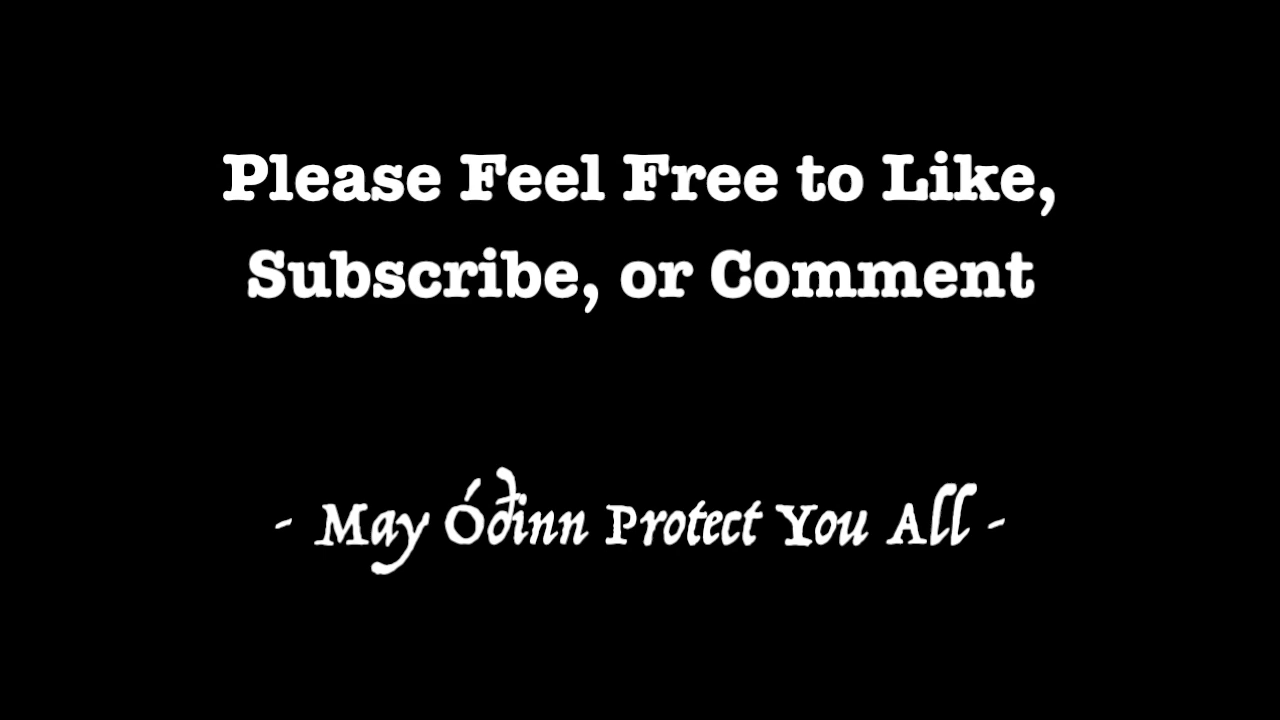 Please Feel Free to Like,
Subscribe, or Comment
- May Óðinn Protect You All -